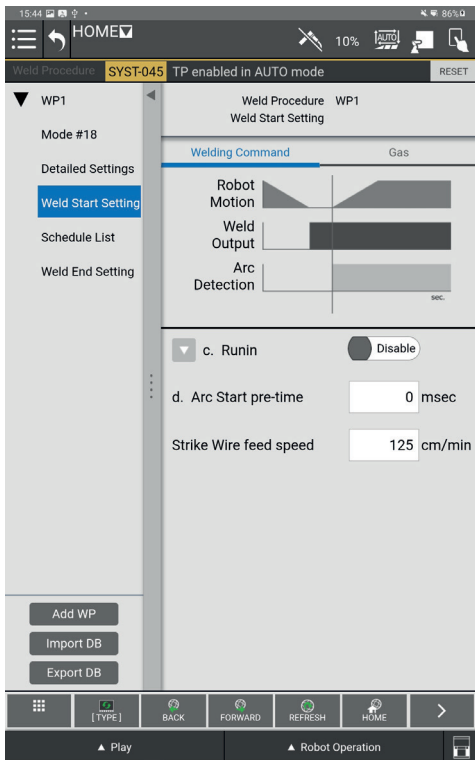 15:44
86%
HOME
10%
AUTO
Weld Procedure SYST-045 TP enabled in AUTO mode RESET
WP1
Mode #18
Detailed Settings
Weld Start Setting
Schedule List
Weld End Setting
Add WP
Import DB
Export DB
Weld Procedure WP1
Weld Start Setting
Welding Command Gas
Robot
Motion
Weld
Output
Arc
Detection
sec.
c. Runin Disable
d. Arc Start pre-time 0 msec
Strike Wire feed speed 125 cm/min
[ TYPE ] BACK FORWARD REFRESH HOME
▲ Play ▲ Robot Operation